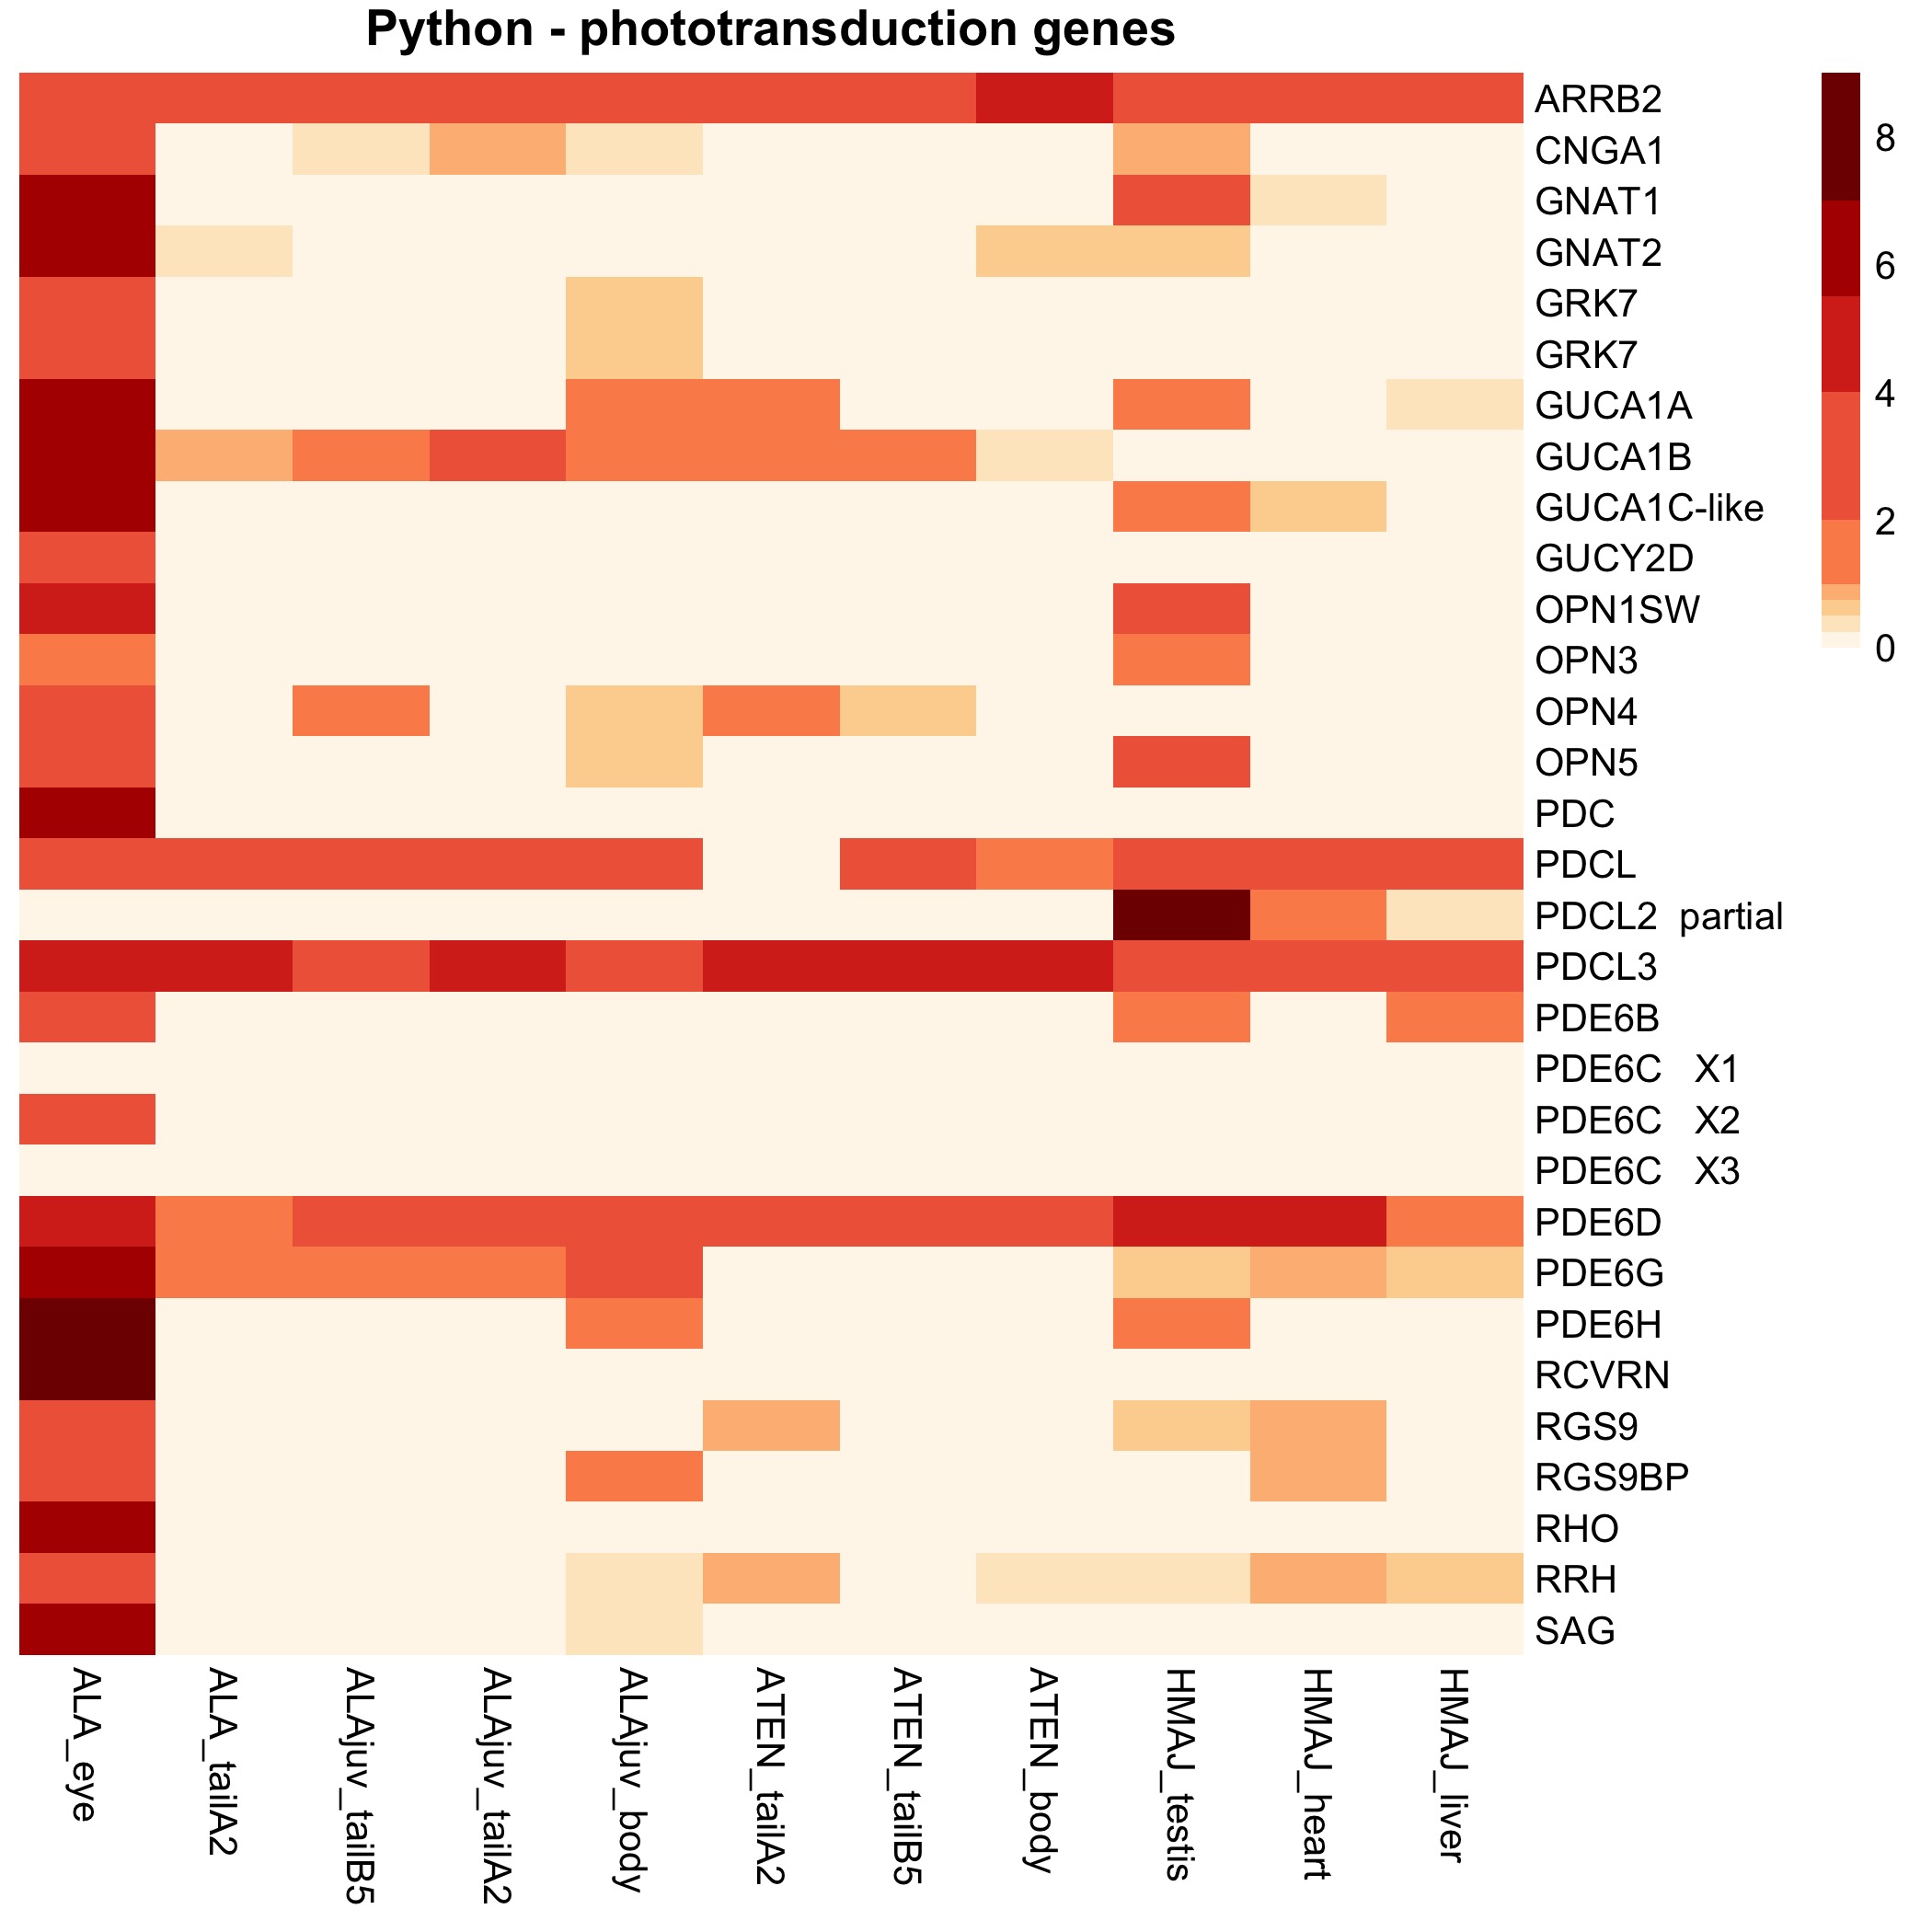 Python - phototransduction genes
ARRB2
CNGA1
GNAT1
GNAT2
GRK7
GRK7
GUCA1A
GUCA1B
GUCA1C-like
GUCY2D
OPN1SW
OPN3
OPN4
OPN5
PDC
PDCL
PDCL2 partial
PDCL3
PDE6B
PDE6C X1
PDE6C X2
PDE6C X3
PDE6D
PDE6G
PDE6H
RCVRN
RGS9
RGS9BP
RHO
RRH
SAG
8
6
4
2
0
ALA_eye
ALA_tailA2
ALAjuv_tailB5
ALAjuv_tailA2
ALAjuv_body
ATEN_tailA2
ATEN_tailB5
ATEN_body
HMAJ_testis
HMAJ_heart
HMAJ_liver